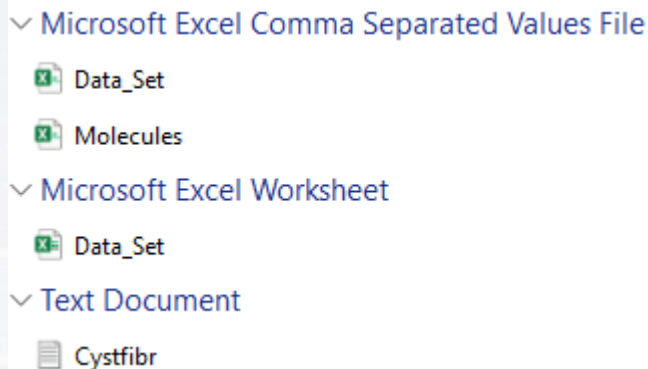 Microsoft Excel Comma Separated Values File
Data_Set
Molecules
Microsoft Excel Worksheet
Data_Set
Text Document
Cystfibr